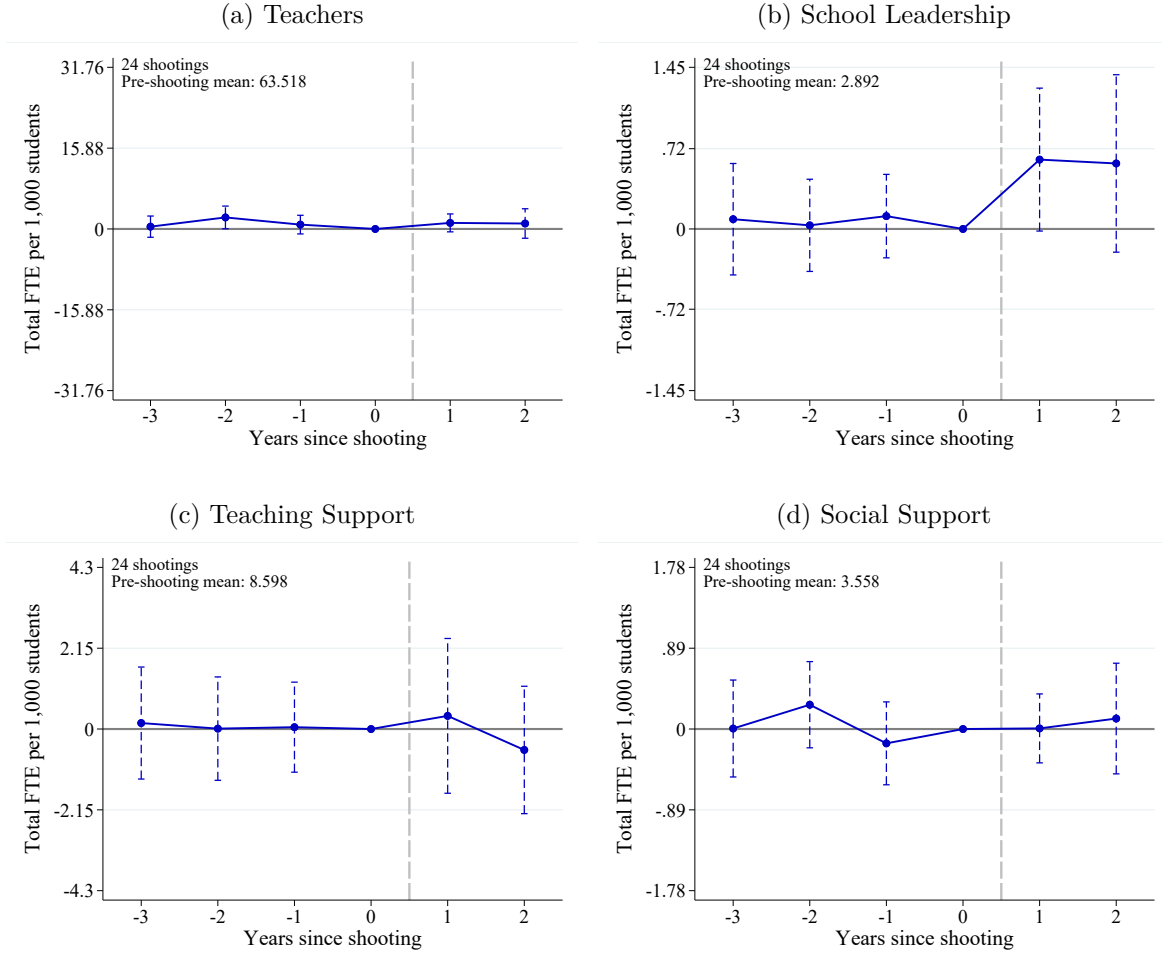 (a) Teachers
24 shootings
Pre-shooting mean: 63.518
Total FTE per 1,000 students
31.76
15.88
0
-15.88
-31.76
-3 -2 -1 0 1 2
Years since shooting
(b) School Leadership
24 shootings
Pre-shooting mean: 2.892
Total FTE per 1,000 students
1.45
.72
0
-.72
-1.45
-3 -2 -1 0 1 2
Years since shooting
(c) Teaching Support
24 shootings
Pre-shooting mean: 8.598
Total FTE per 1,000 students
4.3
2.15
0
-2.15
-4.3
-3 -2 -1 0 1 2
Years since shooting
(d) Social Support
24 shootings
Pre-shooting mean: 3.558
Total FTE per 1,000 students
1.78
.89
0
-.89
-1.78
-3 -2 -1 0 1 2
Years since shooting